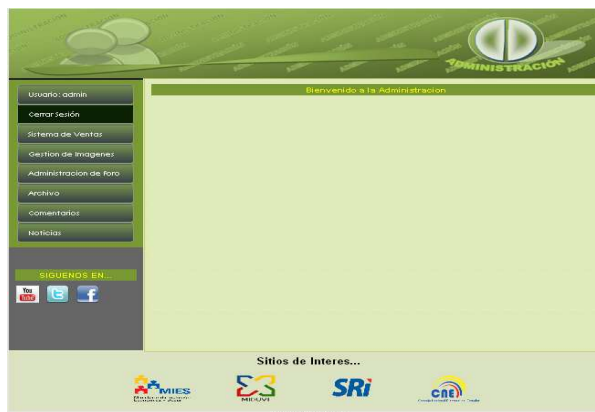 ADMINISTRACIÓN
Bienvenido a la Administracion
Usuario: admin
Cerrar Sesión
Sistema de Ventas
Gestion de Imagenes
Administracion de Foro
Archivo
Comentarios
Noticias
SIGUENOS EN...
You
Tube
Sitios de Interes...
MIES
MIDUVI
SRi
cne